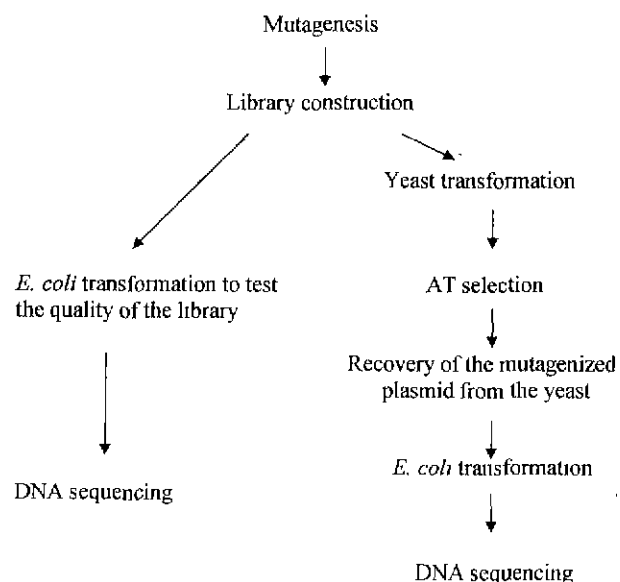 Mutagenesis
Library construction
Yeast transformation
E. coli transformation to test
the quality of the library
AT selection
Recovery of the mutagenized
plasmid from the yeast
E. coli transformation
DNA sequencing
DNA sequencing